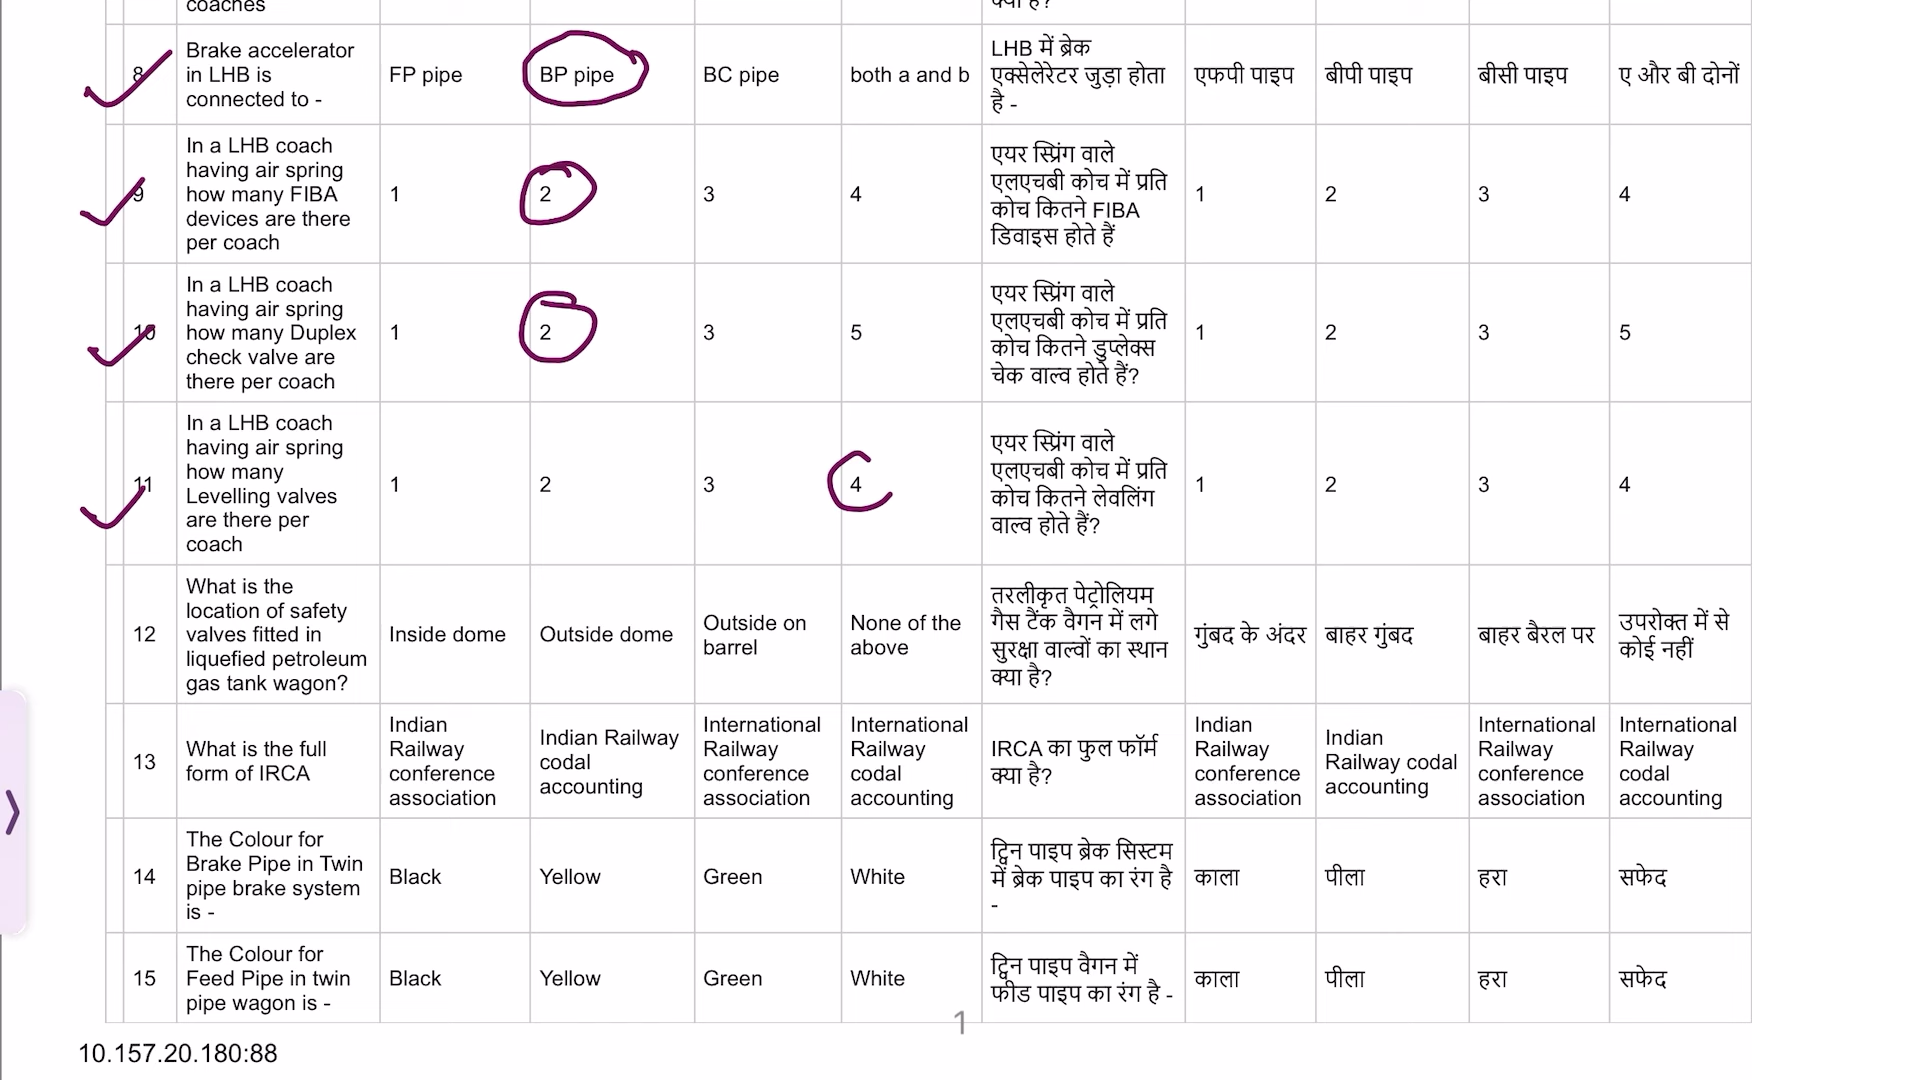 coaches
क्या है?
8
Brake accelerator
in LHB is
connected to -
FP pipe
BP pipe
BC pipe
both a and b
LHB में ब्रेक
एक्सेलेरेटर जुड़ा होता
है -
एफपी पाइप
बीपी पाइप
बीसी पाइप
ए और बी दोनों
9
In a LHB coach
having air spring
how many FIBA
devices are there
per coach
1
2
3
4
एयर स्प्रिंग वाले
एलएचबी कोच में प्रति
कोच कितने FIBA
डिवाइस होते हैं
1
2
3
4
10
In a LHB coach
having air spring
how many Duplex
check valve are
there per coach
1
2
3
5
एयर स्प्रिंग वाले
एलएचबी कोच में प्रति
कोच कितने डुप्लेक्स
चेक वाल्व होते हैं?
1
2
3
5
11
In a LHB coach
having air spring
how many
Levelling valves
are there per
coach
1
2
3
4
एयर स्प्रिंग वाले
एलएचबी कोच में प्रति
कोच कितने लेवलिंग
वाल्व होते हैं?
1
2
3
4
12
What is the
location of safety
valves fitted in
liquefied petroleum
gas tank wagon?
Inside dome
Outside dome
Outside on
barrel
None of the
above
तरलीकृत पेट्रोलियम
गैस टैंक वैगन में लगे
सुरक्षा वाल्वों का स्थान
क्या है?
गुंबद के अंदर
बाहर गुंबद
बाहर बैरल पर
उपरोक्त में से
कोई नहीं
13
What is the full
form of IRCA
Indian
Railway
conference
association
Indian Railway
codal
accounting
International
Railway
conference
association
International
Railway
codal
accounting
IRCA का फुल फॉर्म
क्या है?
Indian
Railway
conference
association
Indian
Railway codal
accounting
International
Railway
conference
association
International
Railway
codal
accounting
14
The Colour for
Brake Pipe in Twin
pipe brake system
is -
Black
Yellow
Green
White
ट्विन पाइप ब्रेक सिस्टम
में ब्रेक पाइप का रंग है
-
काला
पीला
हरा
सफेद
15
The Colour for
Feed Pipe in twin
pipe wagon is -
Black
Yellow
Green
White
ट्विन पाइप वैगन में
फीड पाइप का रंग है -
काला
पीला
हरा
सफेद
1
10.157.20.180:88